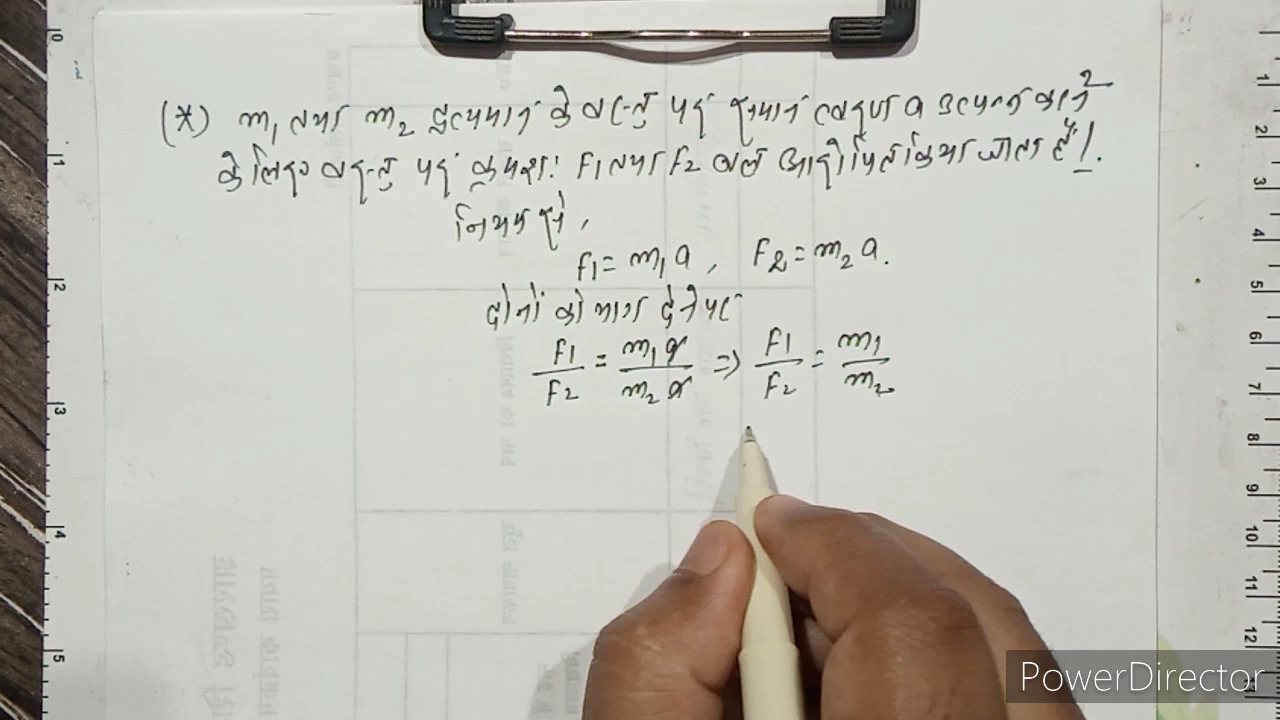 (*) m₁ तथा m₂ द्रव्यमान के वस्तु पर समान त्वरण a उत्पन्न करने
के लिए वस्तु पर क्रमशः F1 तथा F2 बल आरोपित किया जाता है।.
नियम से,
F1 = m₁a, F2 = m₂a.
दोनों को भाग देने पर
F1/F2 = m₁a/m₂a => F1/F2 = m₁/m₂
PowerDirector